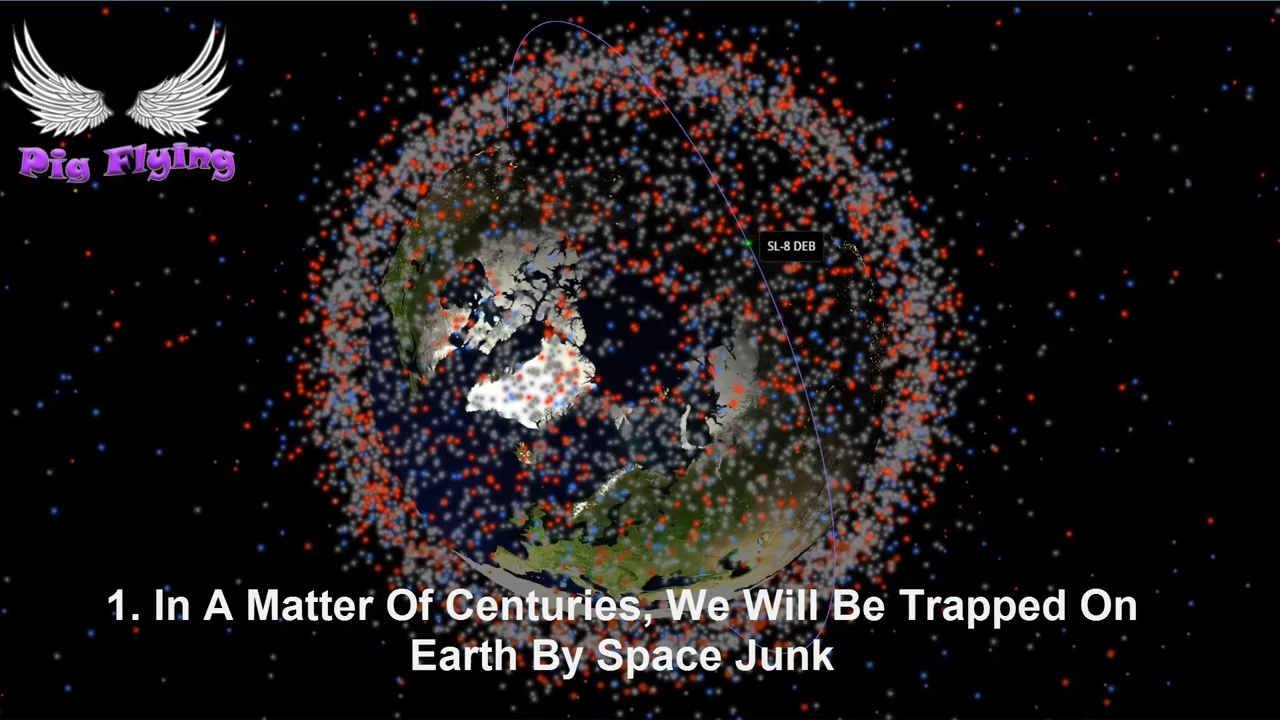 Pig Flying
SL-8 DEB
1. In A Matter Of Centuries, We Will Be Trapped On
Earth By Space Junk